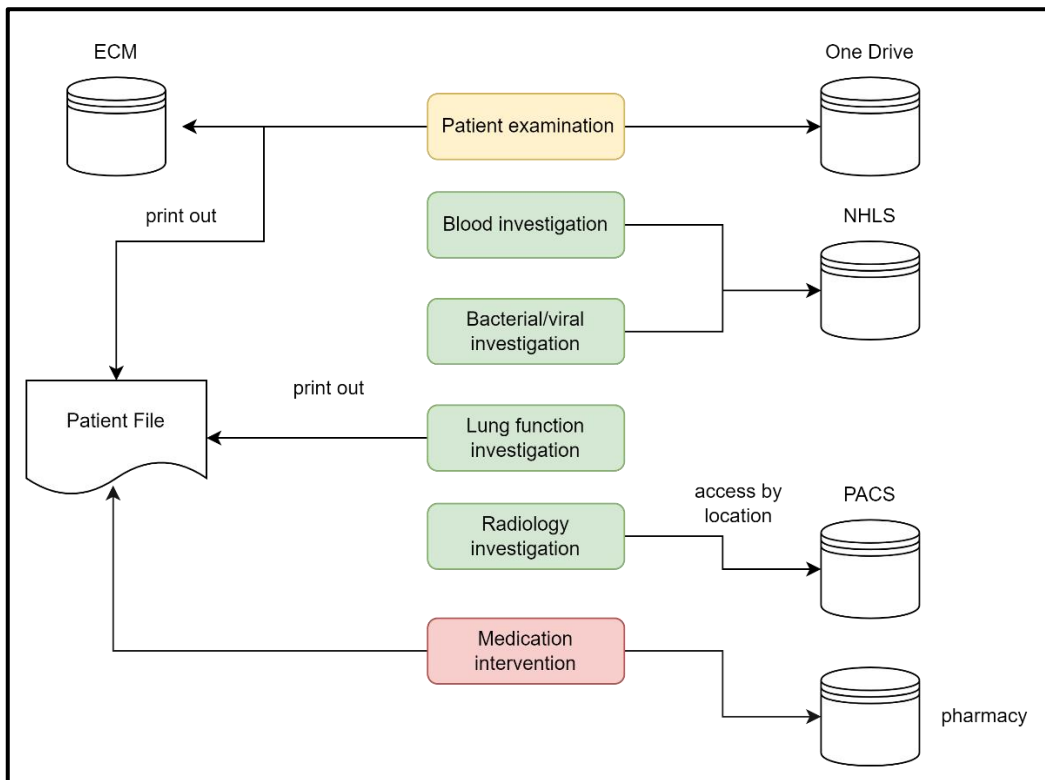 ECM
One Drive
Patient examination
print out
Blood investigation
NHLS
Bacterial/viral
investigation
print out
Patient File
Lung function
investigation
Radiology
investigation
access by
location
PACS
Medication
intervention
pharmacy